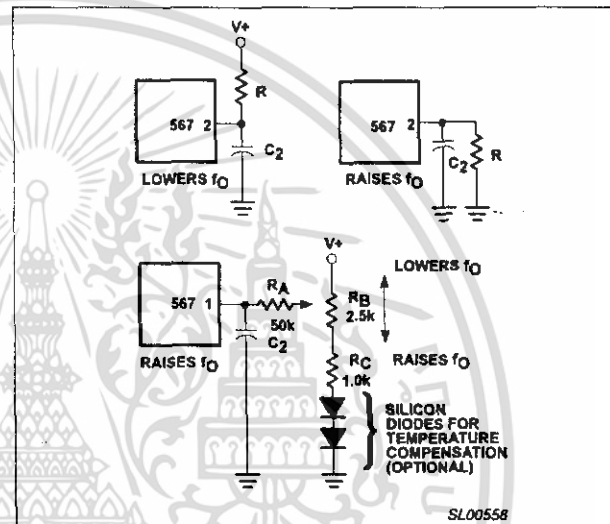 V+
R
567 2
C2
LOWERS fO
567 2
C2
R
RAISES fO
V+
LOWERS fO
567 1
RA
50k
C2
RB
2.5k
RAISES fO
RAISES fO
RC
1.0k
SILICON
DIODES FOR
TEMPERATURE
COMPENSATION
(OPTIONAL)
SL00558